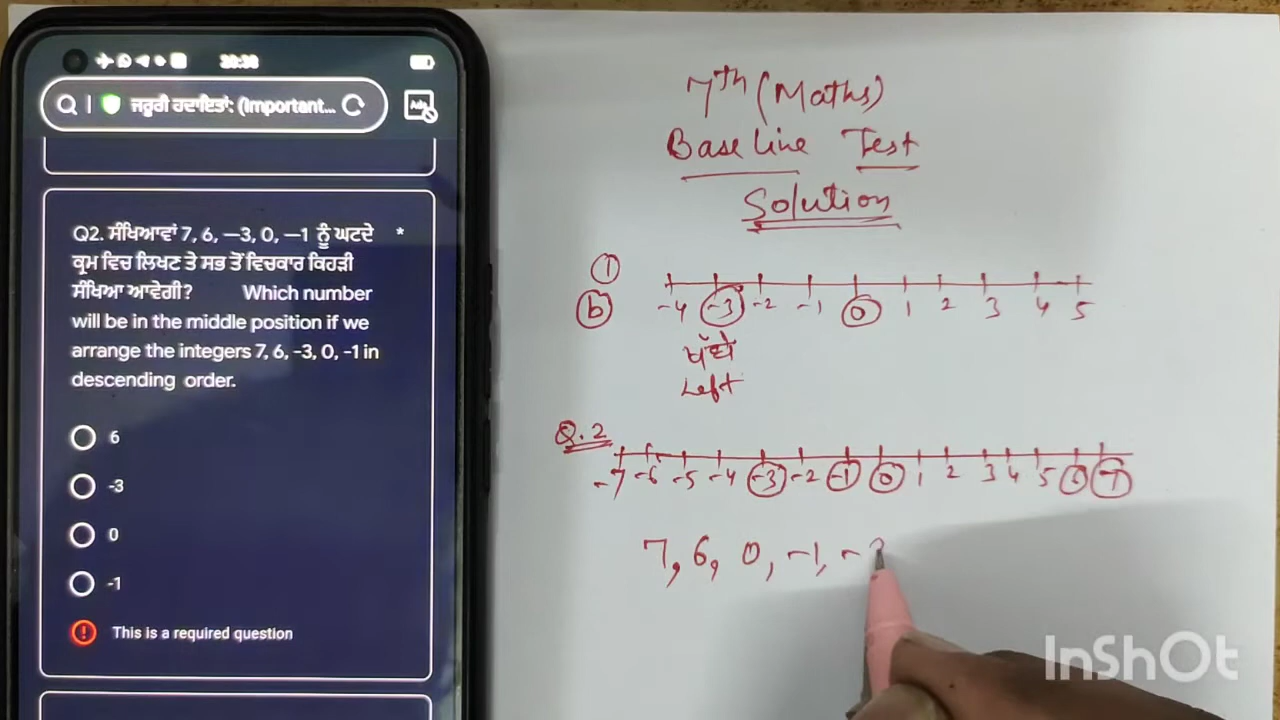 20:30
ਜ਼ਰੂਰੀ ਹਦਾਇਤਾਂ: (Important...
Q2. ਸੰਖਿਆਵਾਂ 7, 6, –3, 0, –1 ਨੂੰ ਘਟਦੇ *
ਕ੍ਰਮ ਵਿਚ ਲਿਖਣ ਤੇ ਸਭ ਤੋਂ ਵਿਚਕਾਰ ਕਿਹੜੀ
ਸੰਖਿਆ ਆਵੇਗੀ? Which number
will be in the middle position if we
arrange the integers 7, 6, -3, 0, -1 in
descending order.
6
-3
0
-1
This is a required question
7th (Maths)
Base line Test
Solution
1
b -4 -3 -2 -1 0 1 2 3 4 5
ਖੱਬੇ
Left
Q.2
-7 -6 -5 -4 -3 -2 -1 0 1 2 3 4 5 6 7
7, 6, 0, -1, -3
InShOt